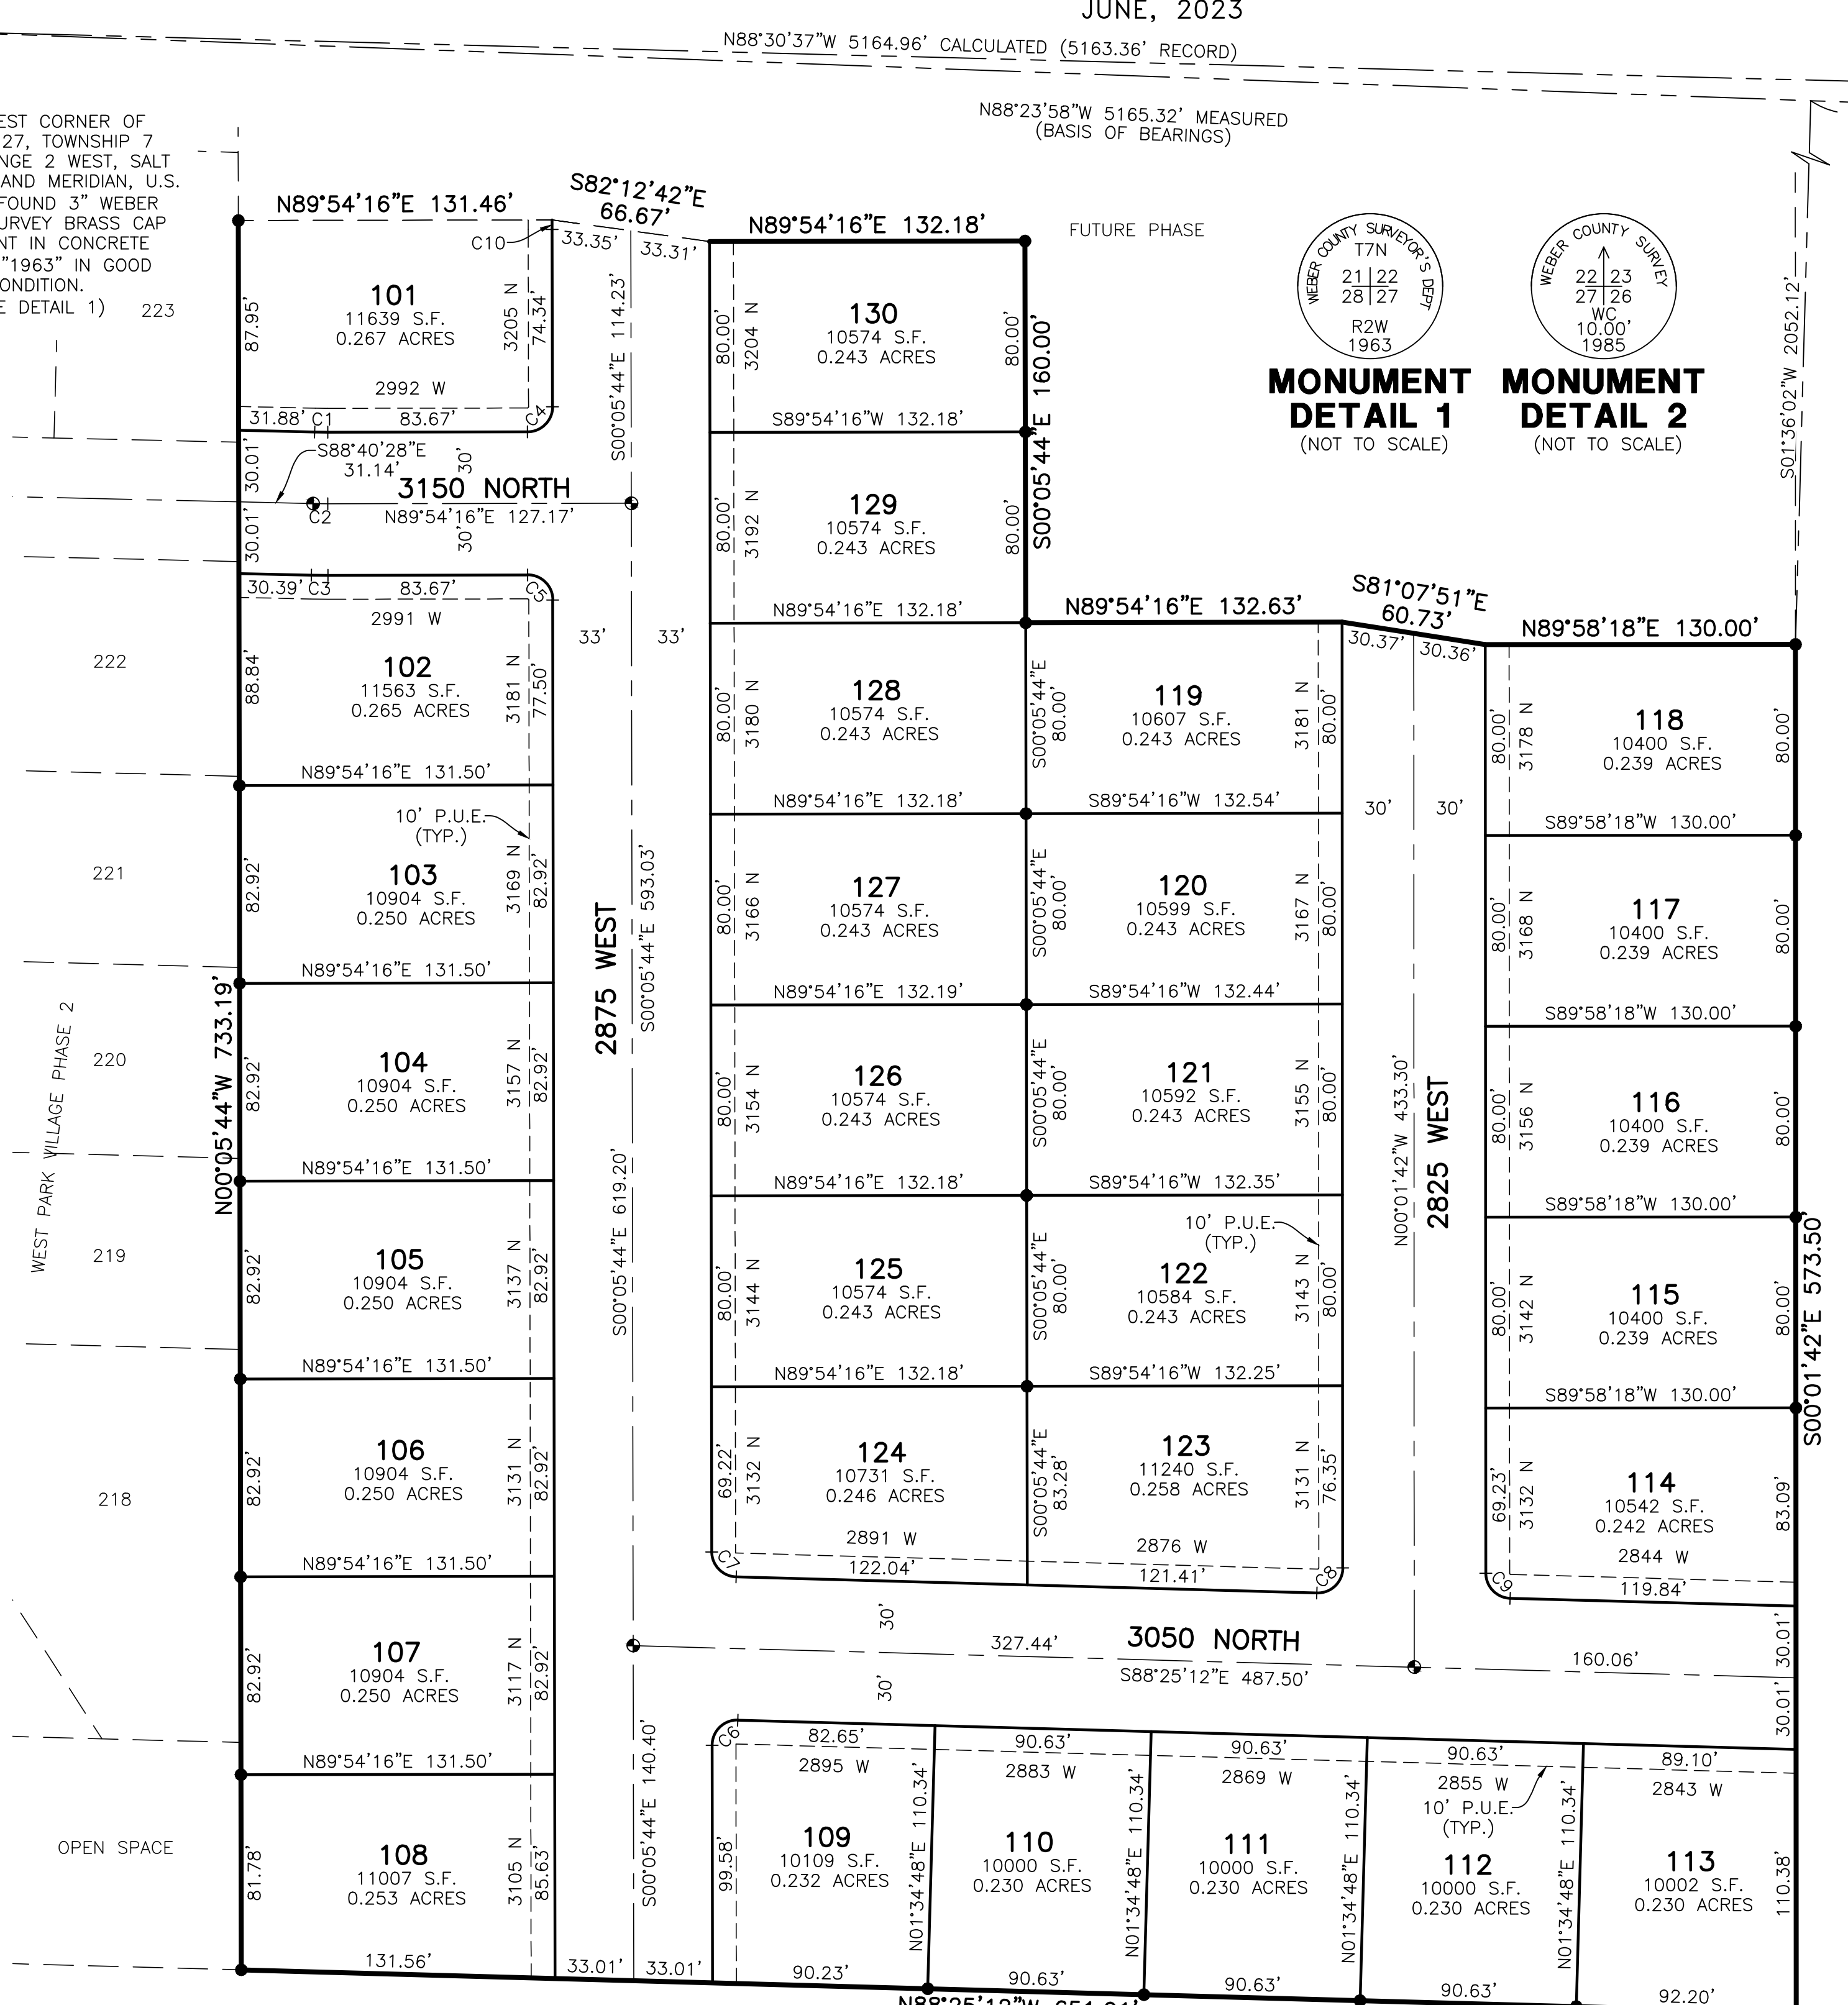 JUNE, 2023
N88°30'37"W 5164.96' CALCULATED (5163.36' RECORD)
N88°23'58"W 5165.32' MEASURED
(BASIS OF BEARINGS)
EST CORNER OF
27, TOWNSHIP 7
NGE 2 WEST, SALT
AND MERIDIAN, U.S.
FOUND 3" WEBER
SURVEY BRASS CAP
NT IN CONCRETE
"1963" IN GOOD
ONDITION.
E DETAIL 1)
223
222
221
220
219
218
WEST PARK VILLAGE PHASE 2
OPEN SPACE
N00°05'44"W 733.19'
N89°54'16"E 131.46'
S82°12'42"E
66.67'
33.35'
33.31'
N89°54'16"E 132.18'
FUTURE PHASE
WEBER COUNTY SURVEYOR'S DEPT
T7N
21 22
28 27
R2W
1963
MONUMENT
DETAIL 1
(NOT TO SCALE)
WEBER COUNTY SURVEY
22 23
27 26
WC
10.00'
1985
MONUMENT
DETAIL 2
(NOT TO SCALE)
S01°36'02"W 2052.12'
C10
87.95'
101
11639 S.F.
0.267 ACRES
3205 N
74.34'
2992 W
31.88'
C1
83.67'
C4
30.01'
S88°40'28"E
31.14'
30'
3150 NORTH
C2
N89°54'16"E 127.17'
30.01'
30'
30.39'
C3
83.67'
C5
2991 W
88.84'
102
11563 S.F.
0.265 ACRES
3181 N
77.50'
N89°54'16"E 131.50'
10' P.U.E.
(TYP.)
82.92'
103
10904 S.F.
0.250 ACRES
3169 N
82.92'
N89°54'16"E 131.50'
82.92'
104
10904 S.F.
0.250 ACRES
3157 N
82.92'
N89°54'16"E 131.50'
82.92'
105
10904 S.F.
0.250 ACRES
3137 N
82.92'
N89°54'16"E 131.50'
82.92'
106
10904 S.F.
0.250 ACRES
3131 N
82.92'
N89°54'16"E 131.50'
82.92'
107
10904 S.F.
0.250 ACRES
3117 N
82.92'
N89°54'16"E 131.50'
81.78'
108
11007 S.F.
0.253 ACRES
3105 N
85.63'
131.56'
S00°05'44"E 114.23'
33'
33'
2875 WEST
S00°05'44"E 593.03'
S00°05'44"E 619.20'
S00°05'44"E 140.40'
33.01'
33.01'
80.00'
3204 N
130
10574 S.F.
0.243 ACRES
80.00'
S00°05'44"E 160.00'
S89°54'16"W 132.18'
80.00'
3192 N
129
10574 S.F.
0.243 ACRES
80.00'
N89°54'16"E 132.18'
80.00'
3180 N
128
10574 S.F.
0.243 ACRES
S00°05'44"E
80.00'
N89°54'16"E 132.18'
80.00'
3166 N
127
10574 S.F.
0.243 ACRES
S00°05'44"E
80.00'
N89°54'16"E 132.19'
80.00'
3154 N
126
10574 S.F.
0.243 ACRES
S00°05'44"E
80.00'
N89°54'16"E 132.18'
80.00'
3144 N
125
10574 S.F.
0.243 ACRES
S00°05'44"E
80.00'
N89°54'16"E 132.18'
69.22'
3132 N
124
10731 S.F.
0.246 ACRES
S00°05'44"E
83.28'
2891 W
C7
122.04'
N89°54'16"E 132.63'
S81°07'51"E
60.73'
30.37'
30.36'
N89°58'18"E 130.00'
119
10607 S.F.
0.243 ACRES
3181 N
80.00'
S89°54'16"W 132.54'
120
10599 S.F.
0.243 ACRES
3167 N
80.00'
S89°54'16"W 132.44'
121
10592 S.F.
0.243 ACRES
3155 N
80.00'
S89°54'16"W 132.35'
10' P.U.E.
(TYP.)
122
10584 S.F.
0.243 ACRES
3143 N
80.00'
S89°54'16"W 132.25'
123
11240 S.F.
0.258 ACRES
3131 N
76.35'
2876 W
121.41'
C8
30'
30'
N00°01'42"W 433.30'
2825 WEST
80.00'
3178 N
118
10400 S.F.
0.239 ACRES
80.00'
S89°58'18"W 130.00'
80.00'
3168 N
117
10400 S.F.
0.239 ACRES
80.00'
S89°58'18"W 130.00'
80.00'
3156 N
116
10400 S.F.
0.239 ACRES
80.00'
S89°58'18"W 130.00'
80.00'
3142 N
115
10400 S.F.
0.239 ACRES
80.00'
S00°01'42"E 573.50'
S89°58'18"W 130.00'
69.23'
3132 N
114
10542 S.F.
0.242 ACRES
83.09'
2844 W
C9
119.84'
30'
327.44'
3050 NORTH
160.06'
30.01'
S88°25'12"E 487.50'
30'
30.01'
C6
82.65'
90.63'
90.63'
90.63'
89.10'
2895 W
2883 W
2869 W
2855 W
2843 W
10' P.U.E.
(TYP.)
99.58'
109
10109 S.F.
0.232 ACRES
N01°34'48"E 110.34'
110
10000 S.F.
0.230 ACRES
N01°34'48"E 110.34'
111
10000 S.F.
0.230 ACRES
N01°34'48"E 110.34'
112
10000 S.F.
0.230 ACRES
N01°34'48"E 110.34'
113
10002 S.F.
0.230 ACRES
110.38'
90.23'
90.63'
90.63'
90.63'
92.20'